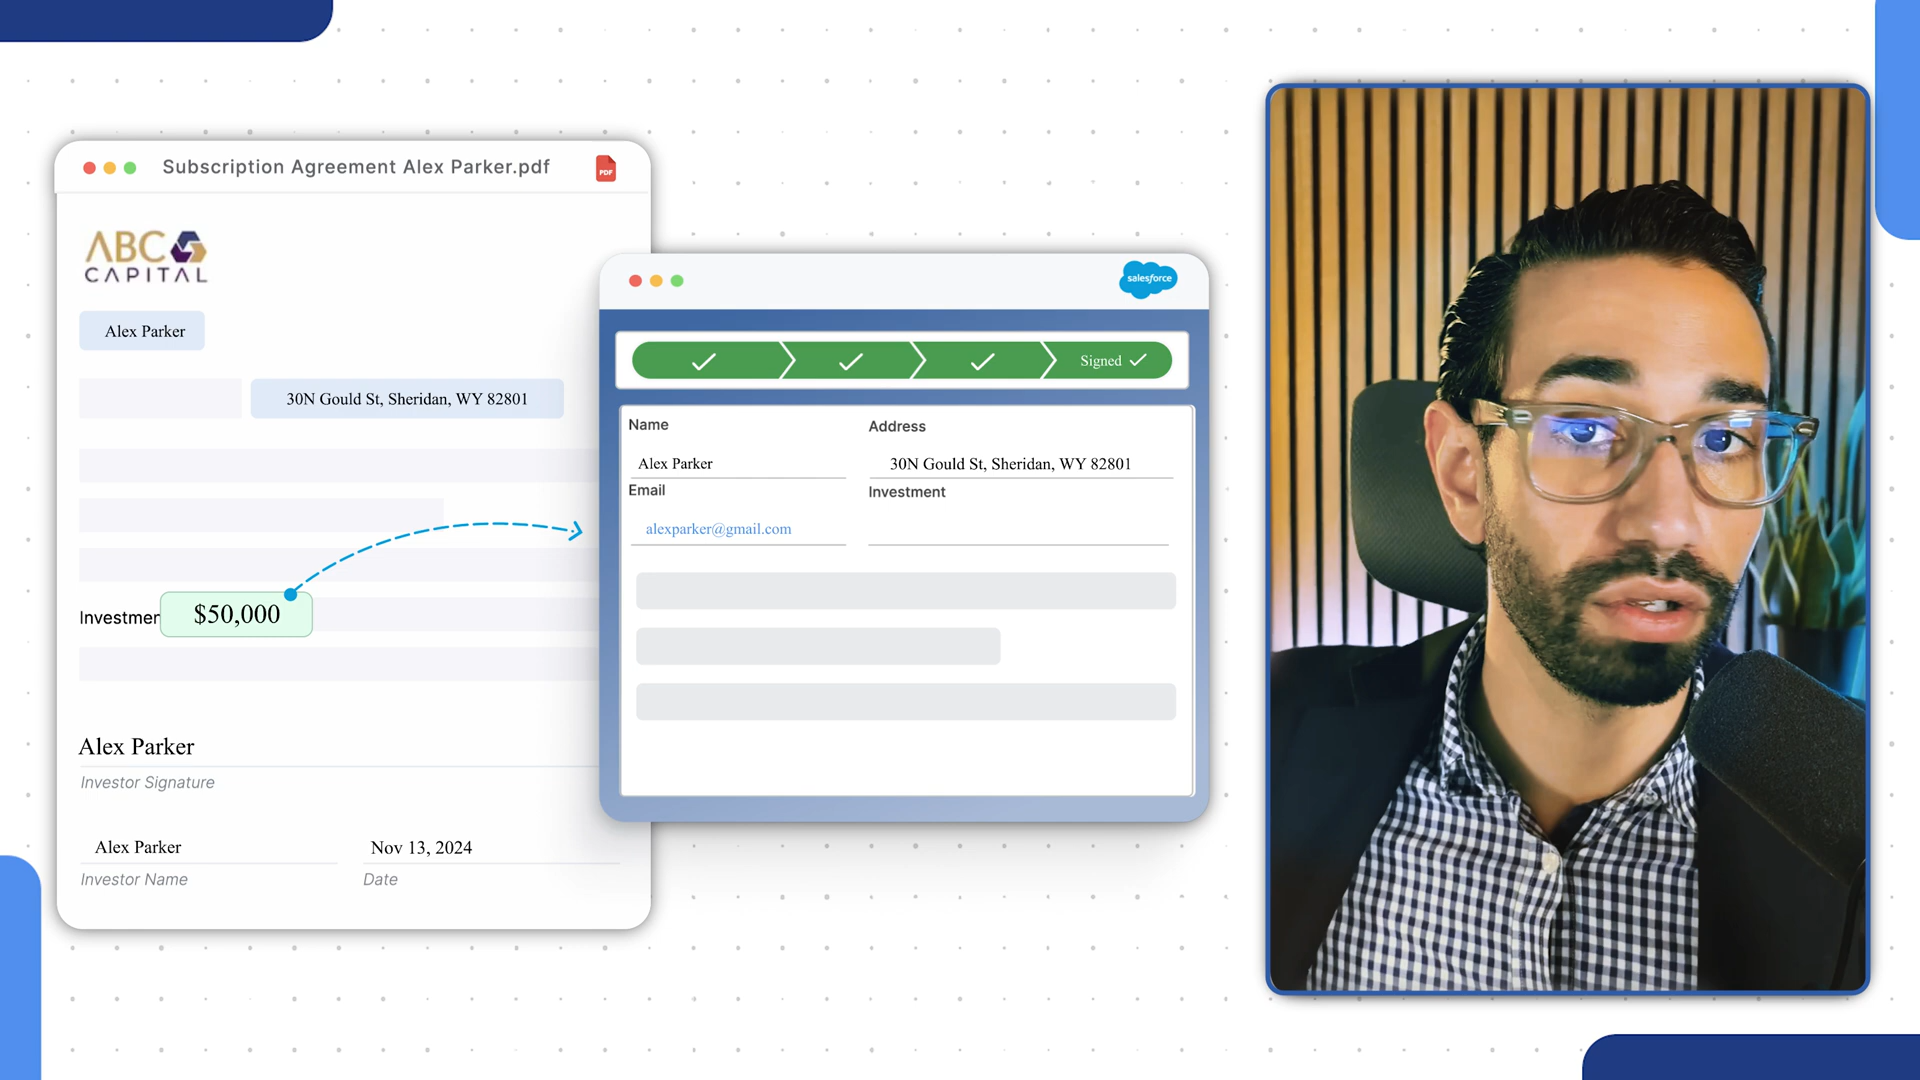 Subscription Agreement Alex Parker.pdf
PDF
ABC
CAPITAL
Alex Parker
30N Gould St, Sheridan, WY 82801
Investmen
$50,000
Alex Parker
Investor Signature
Alex Parker
Nov 13, 2024
Investor Name
Date
salesforce
Signed
Name
Address
Alex Parker
30N Gould St, Sheridan, WY 82801
Email
Investment
alexparker@gmail.com